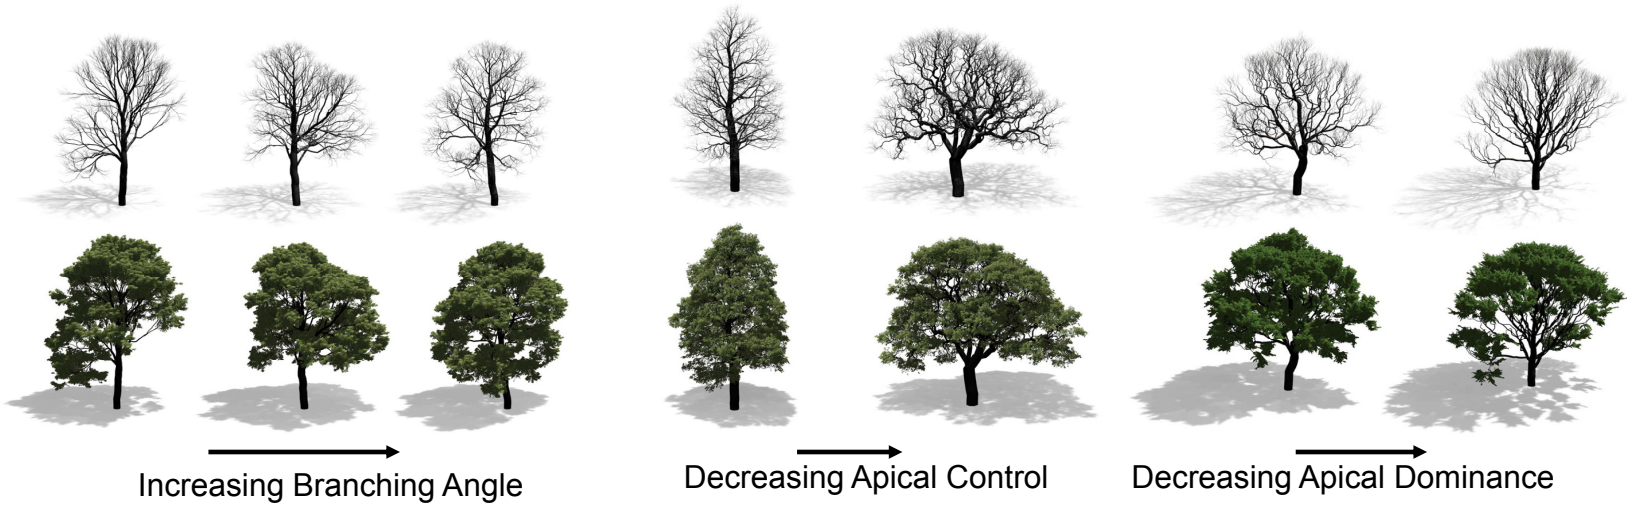 Increasing Branching Angle
Decreasing Apical Control
Decreasing Apical Dominance